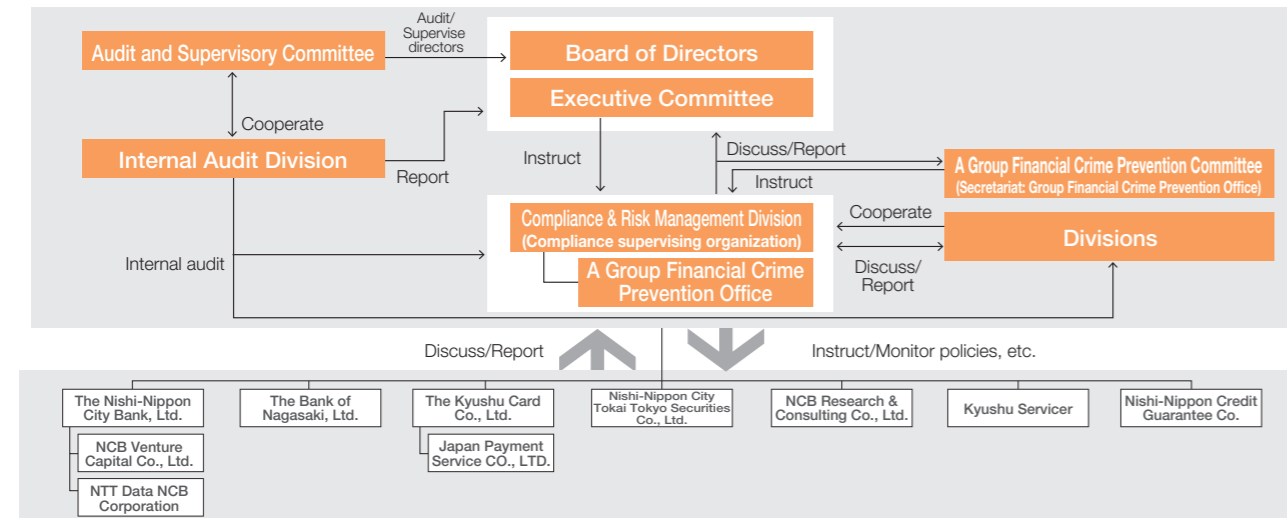 Audit/
Supervise
directors
Audit and Supervisory Committee
Board of Directors
Executive Committee
Cooperate
Internal Audit Division
Report
Instruct
Discuss/Report
Instruct
A Group Financial Crime Prevention Committee
(Secretariat: Group Financial Crime Prevention Office)
Compliance & Risk Management Division
(Compliance supervising organization)
Cooperate
Divisions
Internal audit
A Group Financial Crime
Prevention Office
Discuss/
Report
Discuss/Report
Instruct/Monitor policies, etc.
The Nishi-Nippon
City Bank, Ltd.
The Bank of
Nagasaki, Ltd.
The Kyushu Card
Co., Ltd.
Nishi-Nippon City
Tokai Tokyo Securities
Co., Ltd.
NCB Research &
Consulting Co., Ltd.
Kyushu Servicer
Nishi-Nippon Credit
Guarantee Co.
NCB Venture
Capital Co., Ltd.
Japan Payment
Service CO., LTD.
NTT Data NCB
Corporation